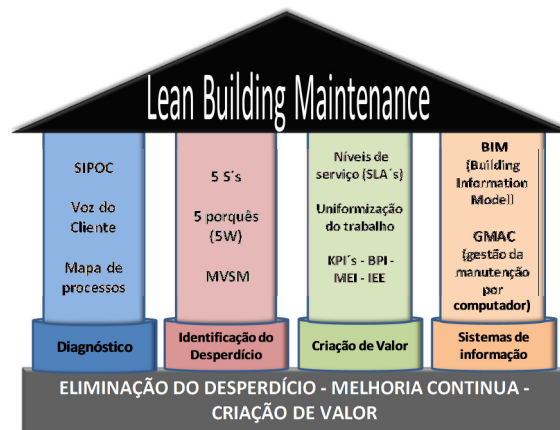 Lean Building Maintenance
SIPOC
Voz do
Cliente
Mapa de
processos
Diagnóstico
5 S´s
5 porquês
(5W)
MVSM
Identificação do
Desperdício
Níveis de
serviço (SLA´s)
Uniformização
do trabalho
KPI´s - BPI -
MEI - IEE
Criação de Valor
BIM
(Building
Information
Model)
GMAC
(gestão da
manutenção
por
computador)
Sistemas de
informação
ELIMINAÇÃO DO DESPERDÍCIO - MELHORIA CONTINUA -
CRIAÇÃO DE VALOR